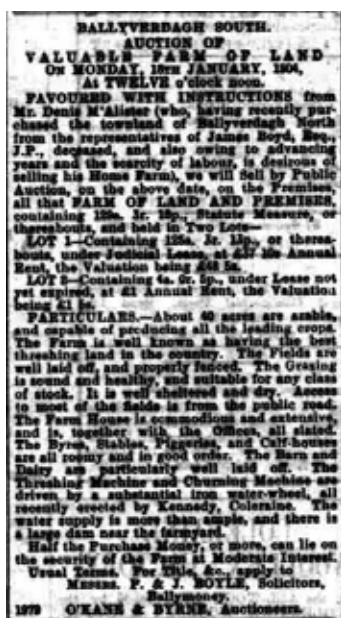 BALLYVERDAGH SOUTH.
AUCTION OF
VALUABLE FARM OF LAND
ON MONDAY, 18TH JANUARY, 1904,
At TWELVE o'clock noon.
FAVOURED WITH INSTRUCTIONS from
Mr. Denis M'Alister (who, having recently pur-
chased the townland of Ballyverdagh North
from the representatives of James Boyd, Esq.,
J.P., deceased, and also owing to advancing
years and the scarcity of labour, is desirous of
selling his Home Farm), we will Sell by Public
Auction, on the above date, on the Premises,
all that FARM OF LAND AND PREMISES,
containing 129a. 3r. 18p., Statute Measure, or
thereabouts, and held in Two Lots—
LOT 1—Containing 125a. 3r. 13p., or therea-
bouts, under Judicial Lease, at £37 10s Annual
Rent, the Valuation being £48 5s.
LOT 2—Containing 4a. 0r. 5p., under Lease not
yet expired, at £1 Annual Rent, the Valuation
being £1 5s.
PARTICULARS.—About 40 acres are arable,
and capable of producing all the leading crops.
The Farm is well known as having the best
threshing land in the country. The Fields are
well laid off, and properly fenced. The Grazing
is sound and healthy, and suitable for any class
of stock. It is well sheltered and dry. Access
to most of the fields is from the public road.
The Farm House is commodious and extensive,
and is, together with the Offices, all slated.
The Byres, Stables, Piggeries, and Calf-houses
are all roomy and in good order. The Barn and
Dairy are particularly well laid off. The
Threshing Machine and Churning Machine are
driven by a substantial iron water-wheel, all
recently erected by Kennedy, Coleraine. The
water supply is more than ample, and there is
a large dam near the farmyard.
Half the Purchase Money, or more, can lie on
the security of the Farm at Moderate Interest.
Usual Terms. For Title, &c., apply to
MESSRS. P. & J. BOYLE, Solicitors,
Ballymoney.
1979 O'KANE & BYRNE, Auctioneers.